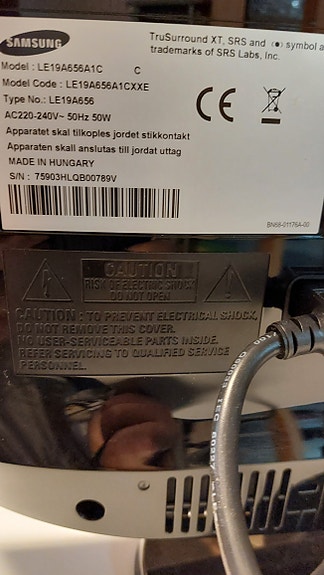 SAMSUNG
TruSurround XT, SRS and (●) symbol a
trademarks of SRS Labs, Inc.
Model : LE19A656A1C C
Model Code : LE19A656A1CXXE
Type No.: LE19A656
AC220-240V~ 50Hz 50W
Apparatet skal tilkoples jordet stikkontakt
Apparaten skall anslutas till jordat uttag
MADE IN HUNGARY
S/N : 75903HLQB00789V
BN68-01176A-00
CAUTION
RISK OF ELECTRIC SHOCK
DO NOT OPEN
CAUTION : TO PREVENT ELECTRICAL SHOCK,
DO NOT REMOVE THIS COVER.
NO USER-SERVICEABLE PARTS INSIDE.
REFER SERVICING TO QUALIFIED SERVICE
PERSONNEL.
IEC 60227